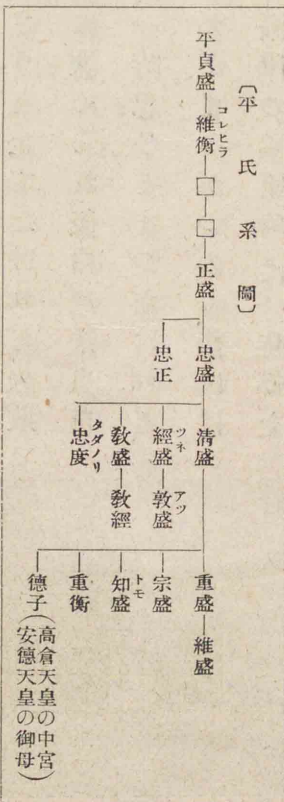 〔平氏系圖〕
平貞盛―維衡―□―□―正盛―忠盛―清盛―重盛―維盛
コレヒラ
忠正
經盛―敦盛
ツネ
アツ
敎盛―敎經
忠度
タダノリ
宗盛
知盛
トモ
重衡
德子(高倉天皇の中宮
安德天皇の御母)